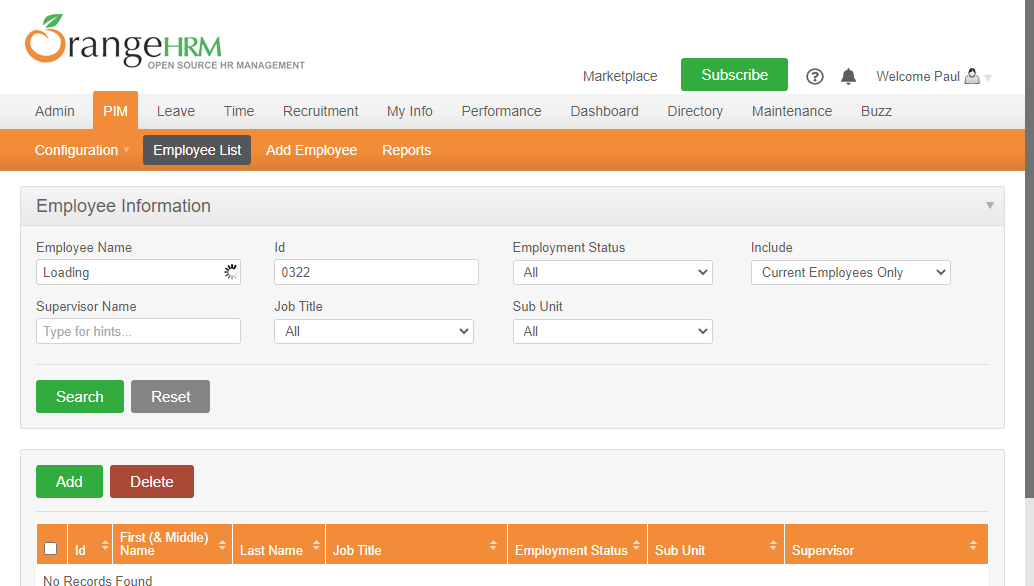 OrangeHRM
OPEN SOURCE HR MANAGEMENT
Marketplace Subscribe ? Welcome Paul
Admin PIM Leave Time Recruitment My Info Performance Dashboard Directory Maintenance Buzz
Configuration Employee List Add Employee Reports
Employee Information
Employee Name Id Employment Status Include
Loading 0322 All Current Employees Only
Supervisor Name Job Title Sub Unit
Type for hints... All All
Search Reset
Add Delete
Id First (& Middle) Name Last Name Job Title Employment Status Sub Unit Supervisor
No Records Found